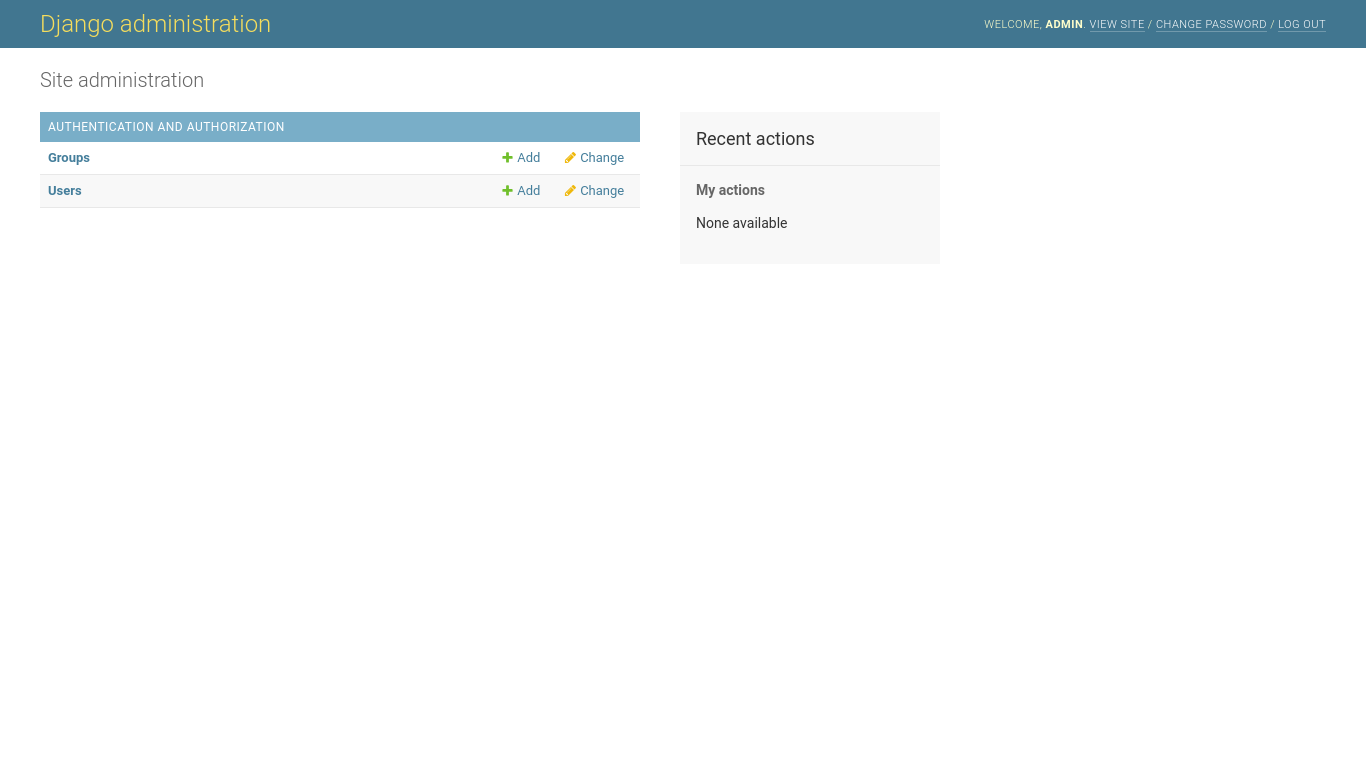 Django administration
WELCOME, ADMIN. VIEW SITE / CHANGE PASSWORD / LOG OUT
Site administration
AUTHENTICATION AND AUTHORIZATION
Groups Add Change
Users Add Change
Recent actions
My actions
None available